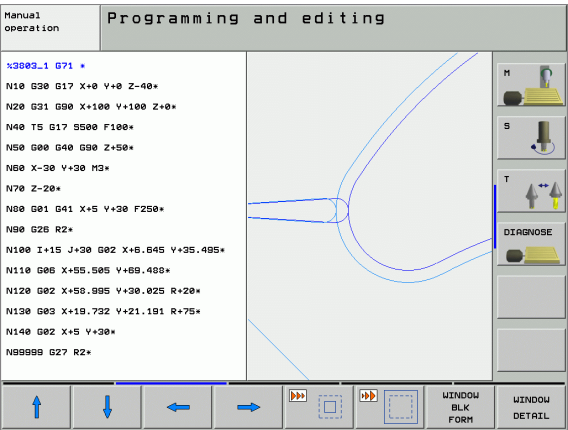 Manual
operation
Programming and editing
%3803_1 G71 *
N10 G30 G17 X+0 Y+0 Z-40*
N20 G31 G90 X+100 Y+100 Z+0*
N40 T5 G17 S500 F100*
N50 G00 G40 G90 Z+50*
N60 X-30 Y+30 M3*
N70 Z-20*
N80 G01 G41 X+5 Y+30 F250*
N90 G26 R2*
N100 I+15 J+30 G02 X+6.645 Y+35.495*
N110 G06 X+55.505 Y+69.488*
N120 G02 X+58.995 Y+30.025 R+20*
N130 G03 X+19.732 Y+21.191 R+75*
N140 G02 X+5 Y+30*
N99999 G27 R2*
M
S
T
DIAGNOSE
WINDOW
BLK
FORM
WINDOW
DETAIL